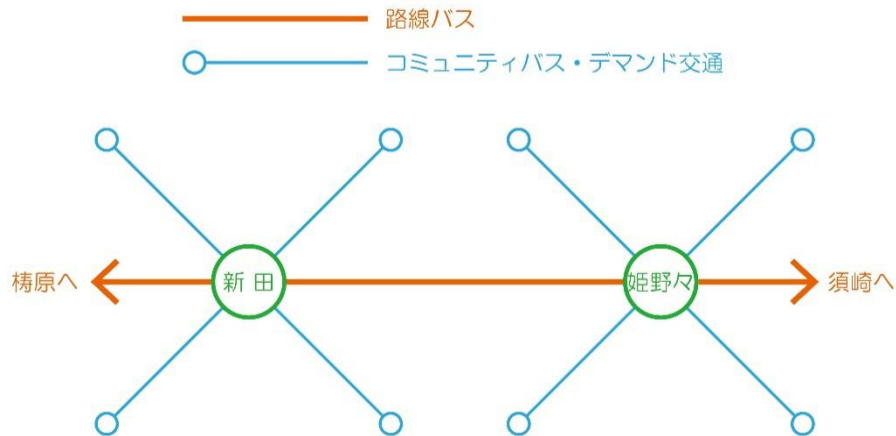 路線バス
コミュニティバス・デマンド交通
梼原へ
新田
姫野々
須崎へ